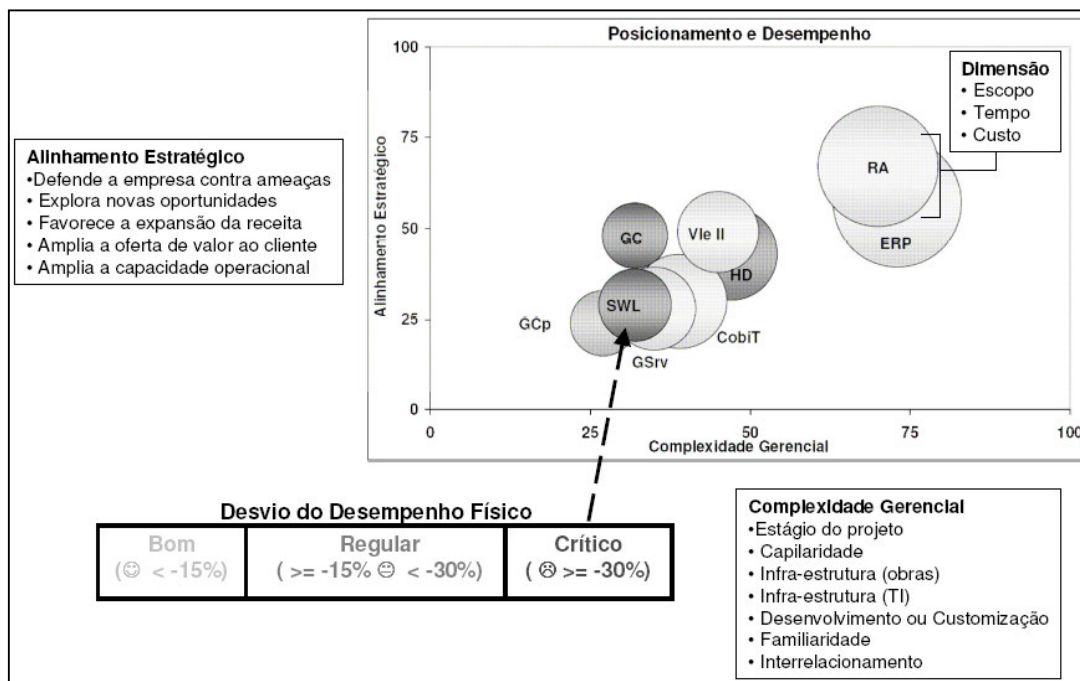 Posicionamento e Desempenho
100
75
50
25
0
Alinhamento Estratégico
0
25
50
75
100
Complexidade Gerencial
Dimensão
• Escopo
• Tempo
• Custo
RA
ERP
Vle II
GC
HD
SWL
GCp
CobiT
GSrv
Alinhamento Estratégico
•Defende a empresa contra ameaças
• Explora novas oportunidades
• Favorece a expansão da receita
• Amplia a oferta de valor ao cliente
• Amplia a capacidade operacional
Desvio do Desempenho Físico
Bom
(☺ < -15%)
Regular
( >= -15% 😐 < -30%)
Crítico
( ☹ >= -30%)
Complexidade Gerencial
•Estágio do projeto
• Capilaridade
• Infra-estrutura (obras)
• Infra-estrutura (TI)
• Desenvolvimento ou Customização
• Familiaridade
• Interrelacionamento